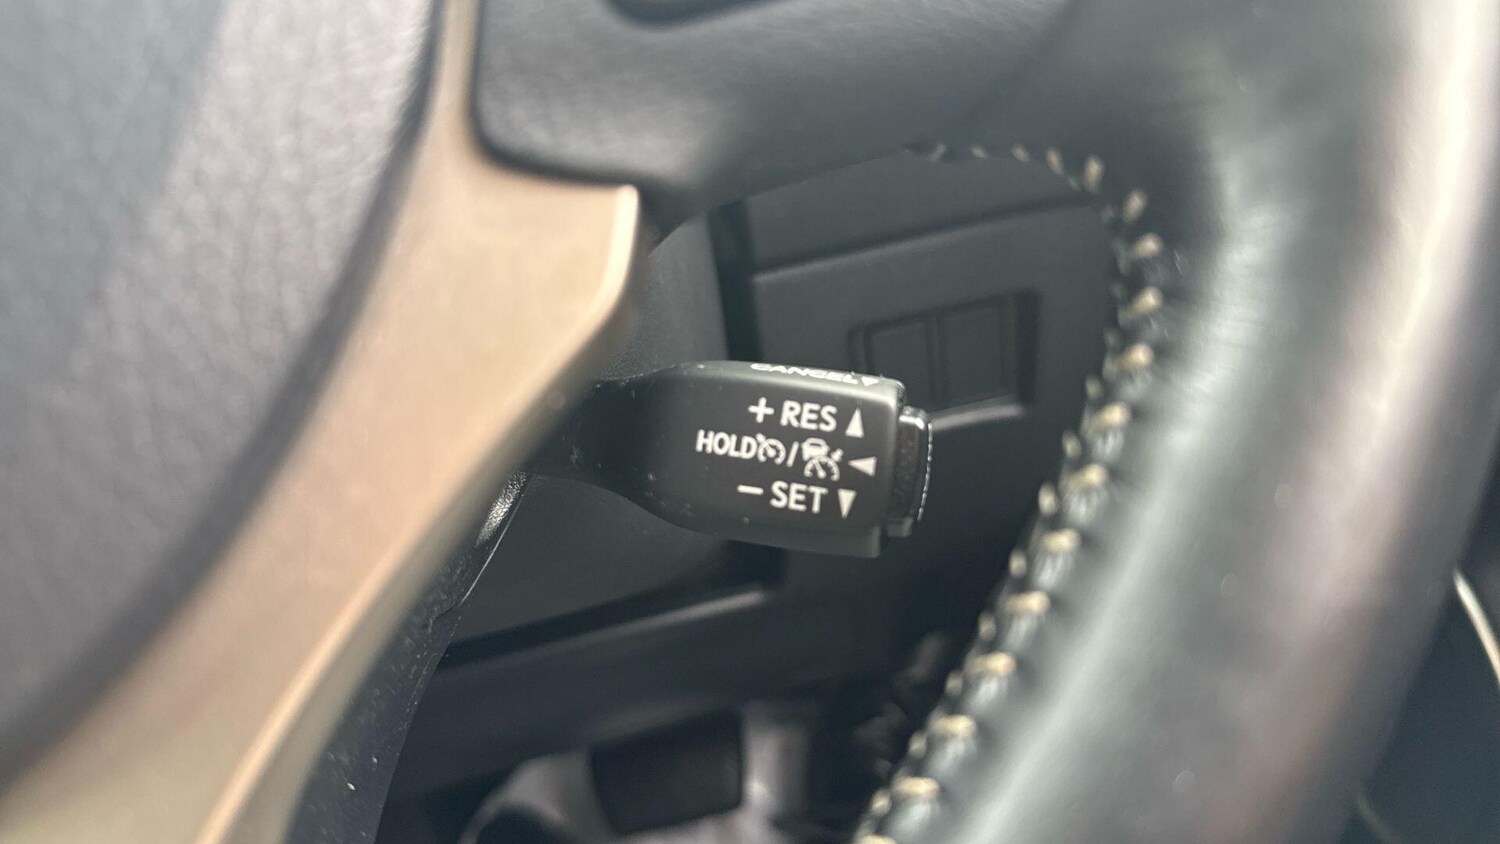 CANCEL▼
+ RES ▲
HOLD / ◀
− SET ▼